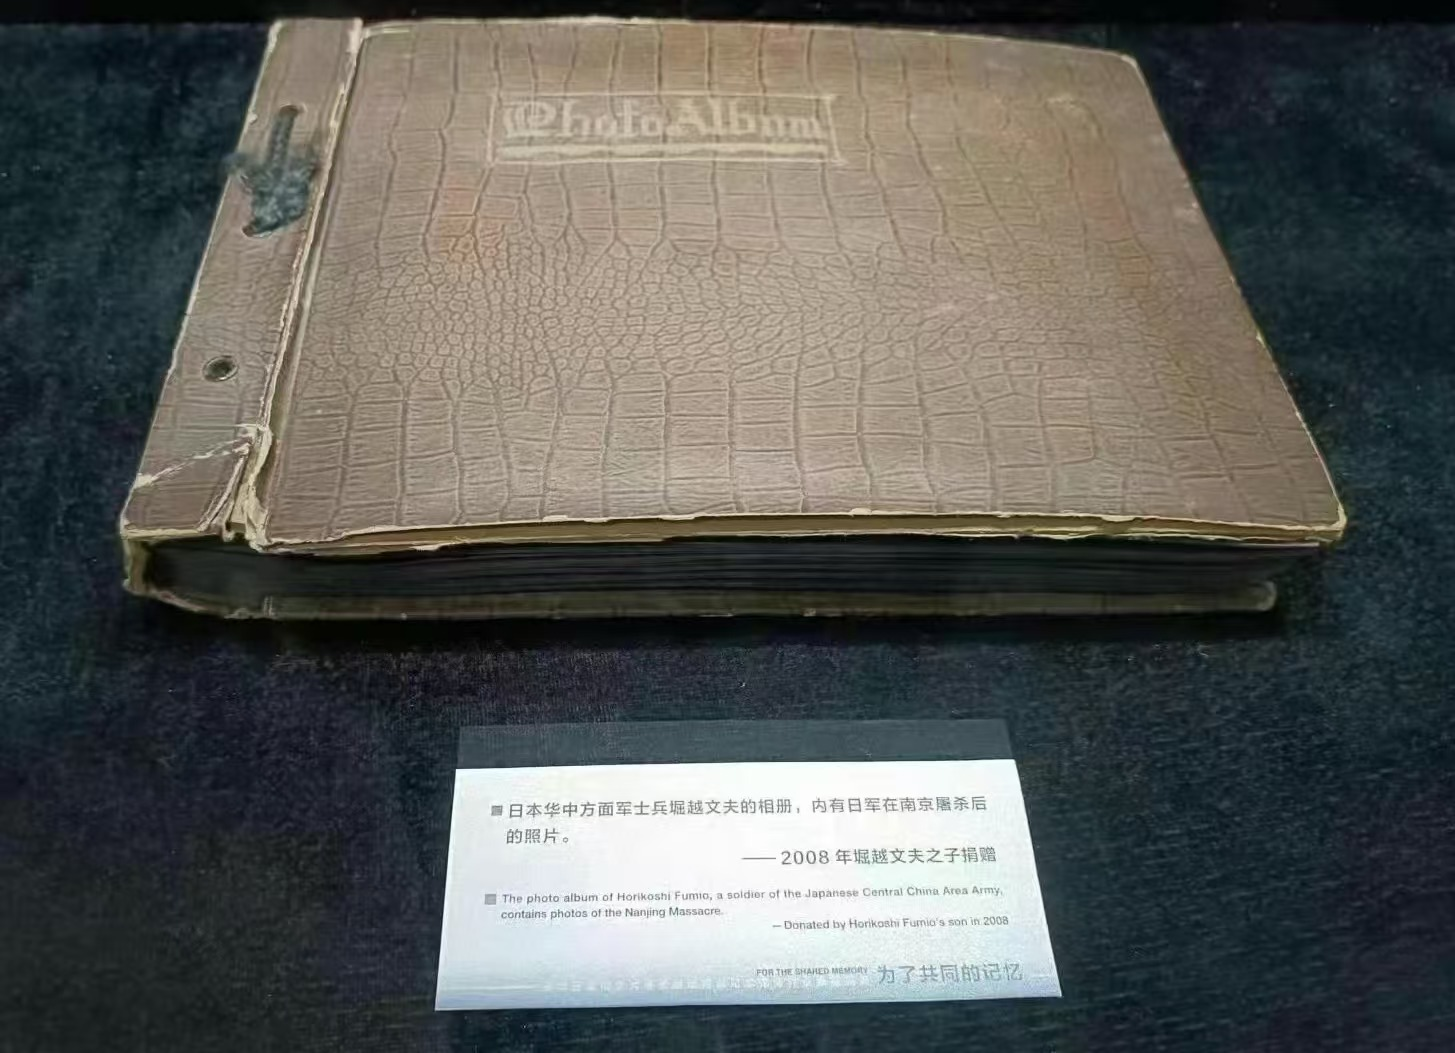 Photo Album
日本华中方面军士兵堀越文夫的相册，内有日军在南京屠杀后
的照片。
—— 2008 年堀越文夫之子捐赠
The photo album of Horikoshi Fumio, a soldier of the Japanese Central China Area Army,
contains photos of the Nanjing Massacre.
— Donated by Horikoshi Fumio's son in 2008
FOR THE SHARED MEMORY 为了共同的记忆